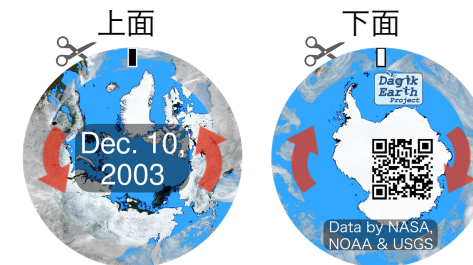 上面
下面
Dec. 10,
2003
Dagik
Earth
Project
Data by NASA,
NOAA & USGS